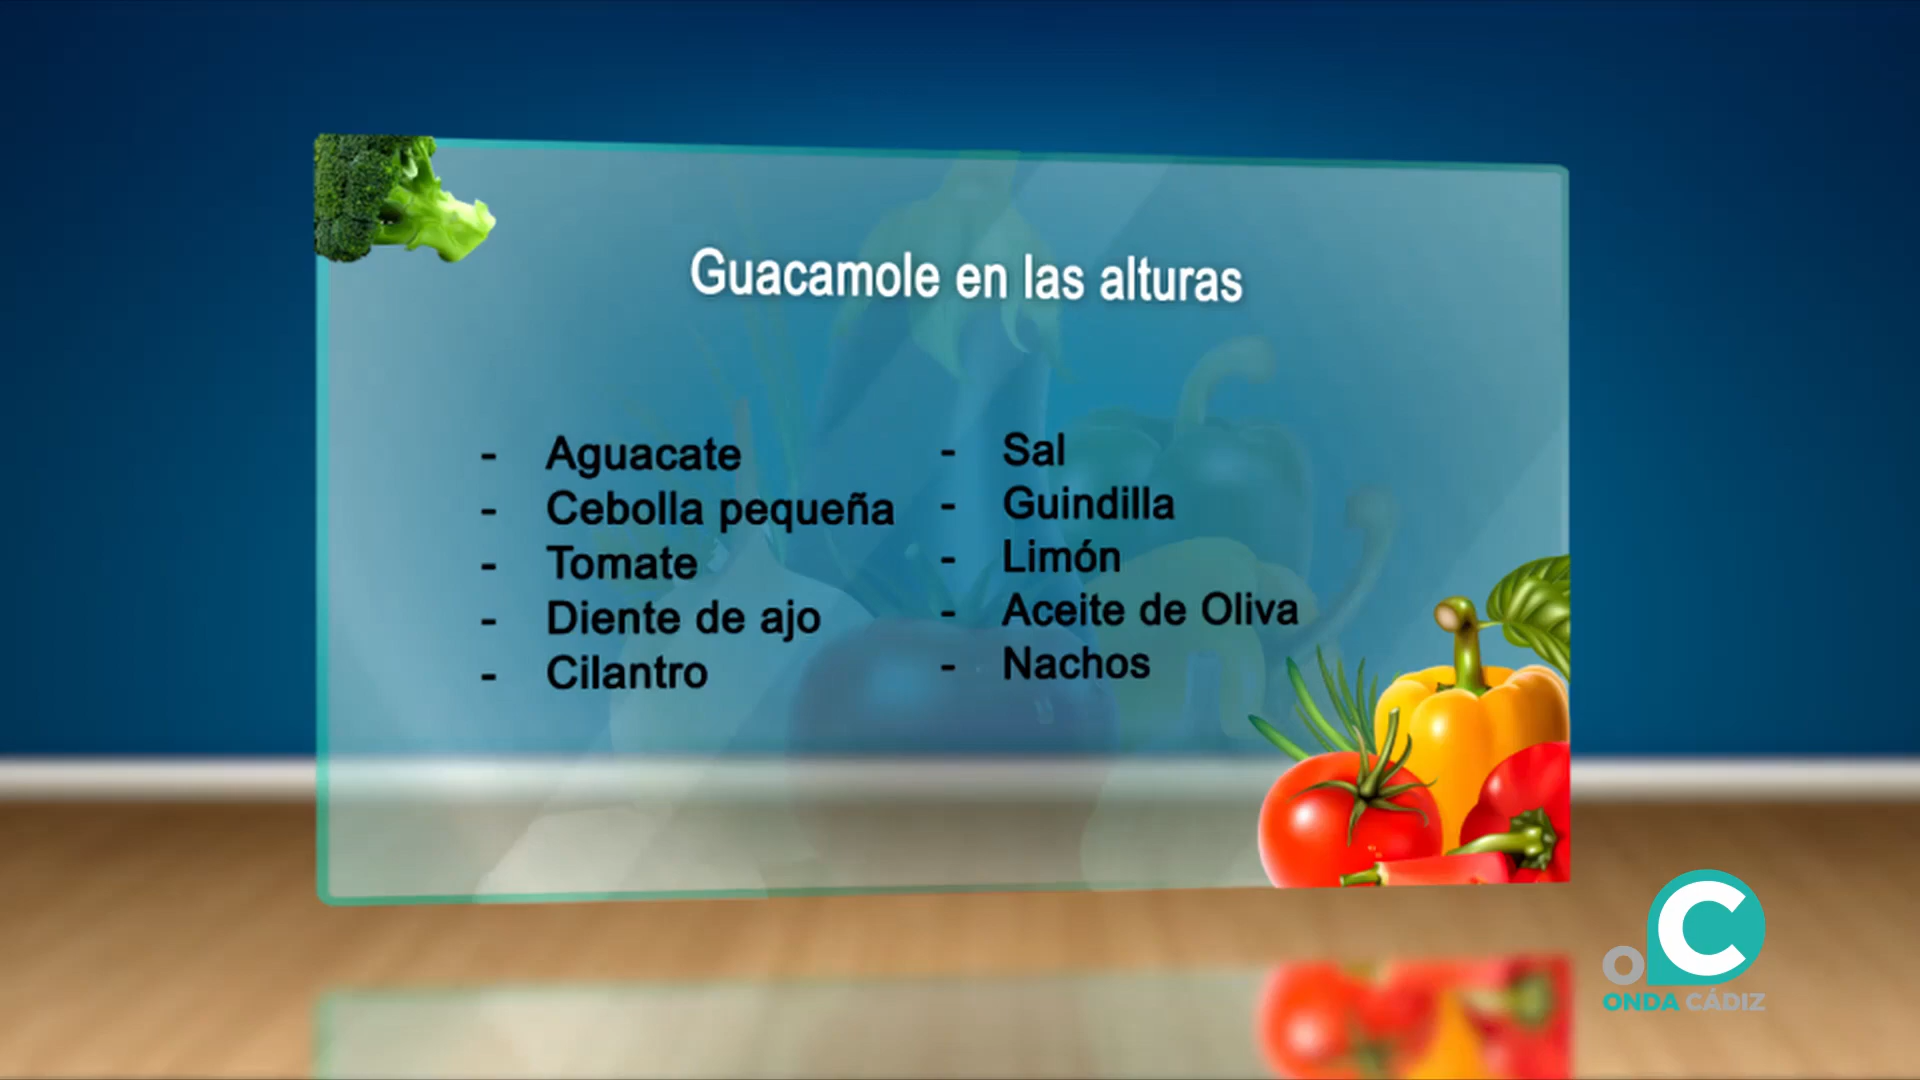 Guacamole en las alturas
- Aguacate
- Cebolla pequeña
- Tomate
- Diente de ajo
- Cilantro
- Sal
- Guindilla
- Limón
- Aceite de Oliva
- Nachos
OC
ONDA CÁDIZ